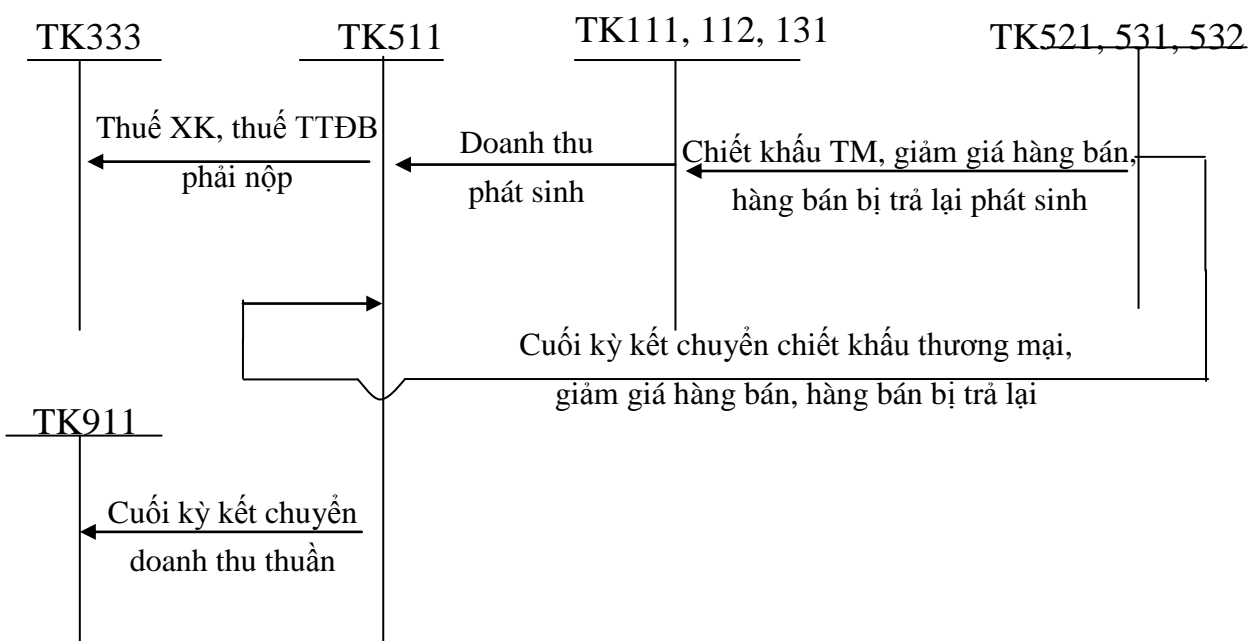 TK333
TK511
TK111, 112, 131
TK521, 531, 532
Thuế XK, thuế TTĐB
phải nộp
Doanh thu
phát sinh
Chiết khấu TM, giảm giá hàng bán,
hàng bán bị trả lại phát sinh
Cuối kỳ kết chuyển chiết khấu thương mại,
giảm giá hàng bán, hàng bán bị trả lại
TK911
Cuối kỳ kết chuyển
doanh thu thuần